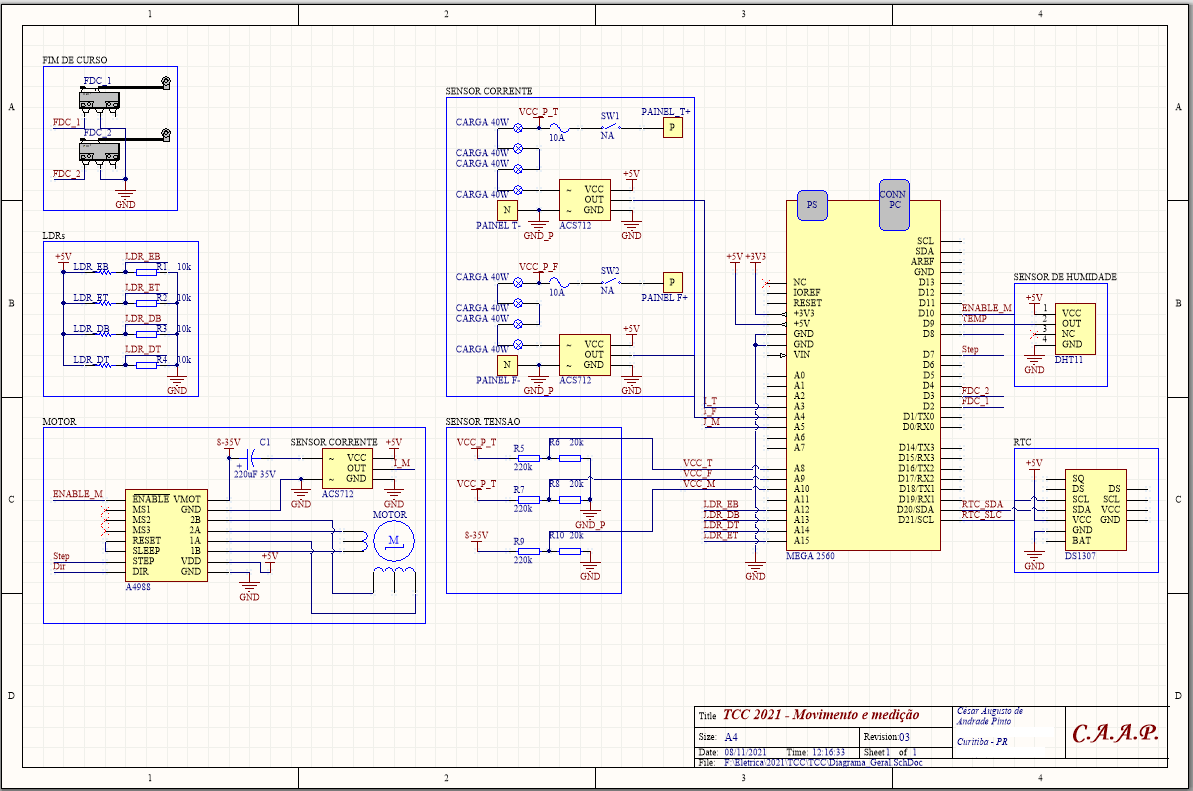 1 2 3 4
A
B
C
D
FIM DE CURSO
FDC_1
FDC_1
FDC_2
FDC_2
GND
LDRs
+5V
LDR_EB LDR_EB R1 10k
LDR_ET LDR_ET R2 10k
LDR_DB LDR_DB R3 10k
LDR_DT LDR_DT R4 10k
GND
MOTOR
8-35V C1
220uF 35V
+
SENSOR CORRENTE
+5V
~ VCC
OUT
~ GND
I_M
ACS712
GND
GND
ENABLE_M
ENABLE VMOT
MS1 GND
MS2 2B
MS3 2A
RESET 1A
SLEEP 1B
STEP VDD
DIR GND
Step
Dir
A4988
+5V
GND
MOTOR
M
SENSOR CORRENTE
VCC_P_T
CARGA 40W
CARGA 40W
CARGA 40W
CARGA 40W
10A
SW1
NA
PAINEL_T+
P
N
PAINEL T-
GND_P
~ VCC
OUT
~ GND
ACS712
+5V
GND
VCC_P_F
CARGA 40W
CARGA 40W
CARGA 40W
CARGA 40W
10A
SW2
NA
P
PAINEL F+
N
PAINEL F-
GND_P
~ VCC
OUT
~ GND
ACS712
+5V
GND
SENSOR TENSAO
VCC_P_T
R5
220k
R6 20k
VCC_P_T
R7
220k
R8 20k
GND_P
8-35V
R9
220k
R10 20k
GND
I_T
I_F
I_M
VCC_T
VCC_F
VCC_M
LDR_EB
LDR_DB
LDR_DT
LDR_ET
+5V +3V3
GND
PS
CONN
PC
NC
IOREF
RESET
+3V3
+5V
GND
GND
VIN
A0
A1
A2
A3
A4
A5
A6
A7
A8
A9
A10
A11
A12
A13
A14
A15
SCL
SDA
AREF
GND
D13
D12
D11
D10
D9
D8
D7
D6
D5
D4
D3
D2
D1/TX0
D0/RX0
D14/TX3
D15/RX3
D16/TX2
D17/RX2
D18/TX1
D19/RX1
D20/SDA
D21/SCL
MEGA 2560
ENABLE_M
TEMP
Step
FDC_2
FDC_1
RTC_SDA
RTC_SLC
SENSOR DE HUMIDADE
+5V
1 VCC
2 OUT
3 NC
4 GND
DHT11
GND
RTC
+5V
SQ
DS DS
SCL SCL
SDA VCC
VCC GND
GND
BAT
DS1307
GND
A
B
C
D
Title TCC 2021 - Movimento e medição
Size: A4 Revision:03
Date: 08/11/2021 Time: 12:16:33 Sheet1 of 1
File: F:\Eletrica\2021\TCC\TCC\Diagrama_Geral.SchDoc
César Augusto de
Andrade Pinto
Curitiba - PR
C.A.A.P.
1 2 3 4